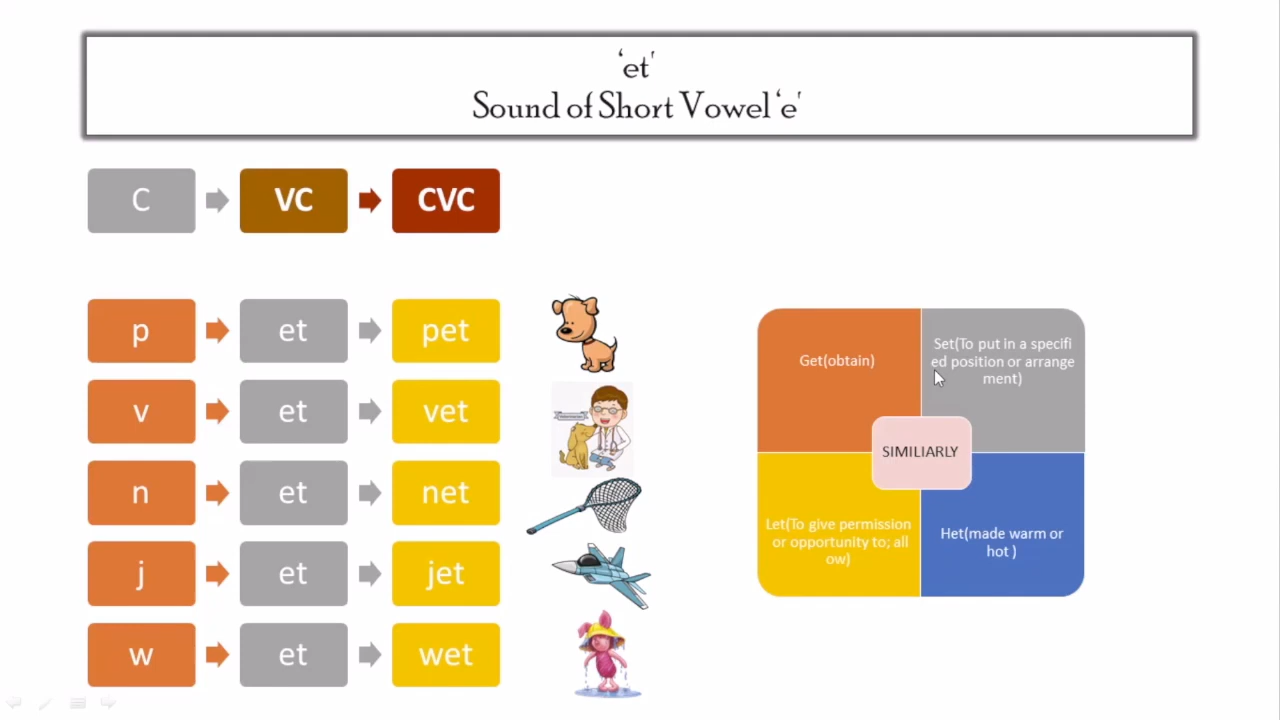 ‘et’
Sound of Short Vowel ‘e’
C VC CVC
p et pet
v et vet
n et net
j et jet
w et wet
Get(obtain)
Set(To put in a specifi
ed position or arrange
ment)
SIMILIARLY
Let(To give permission
or opportunity to; all
ow)
Het(made warm or
hot )